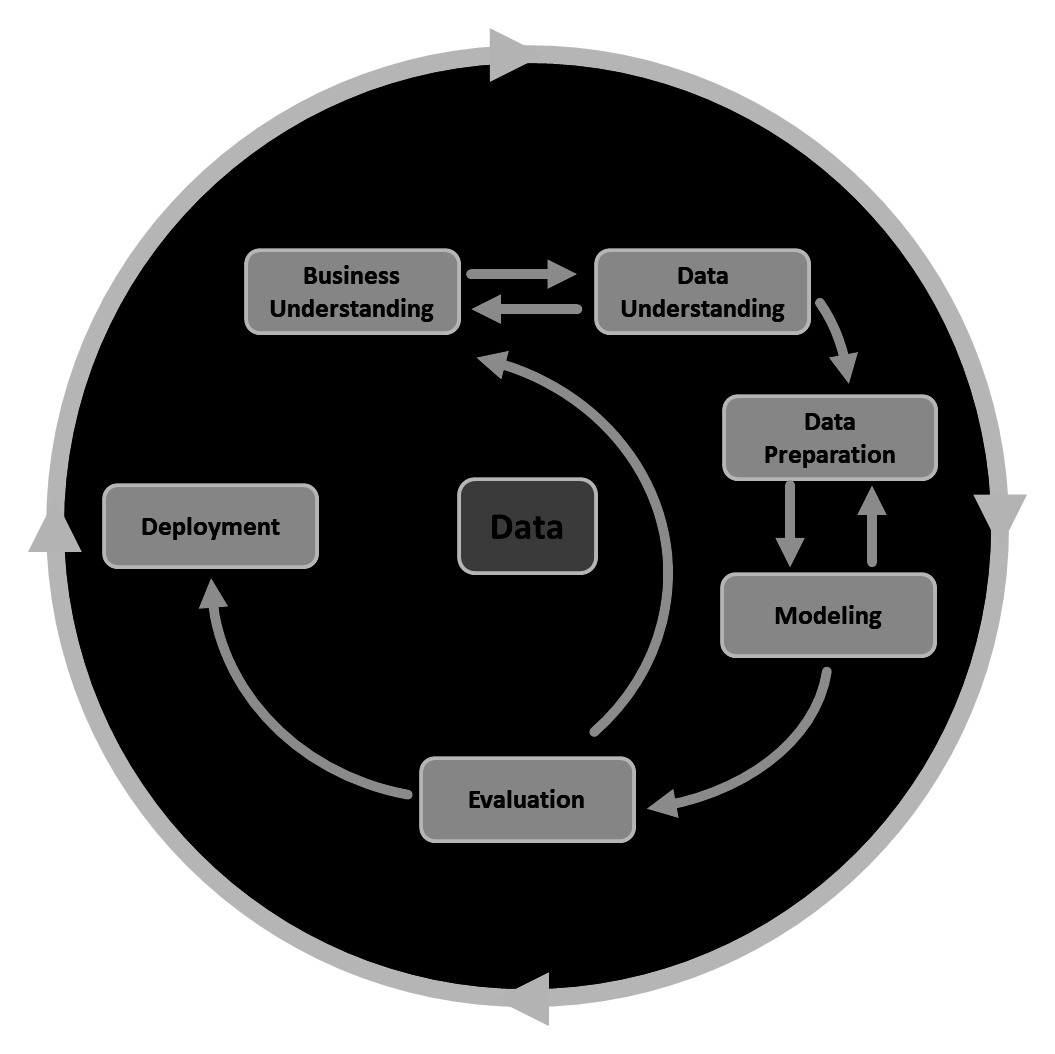 Business
Understanding
Data
Understanding
Data
Preparation
Deployment
Data
Modeling
Evaluation